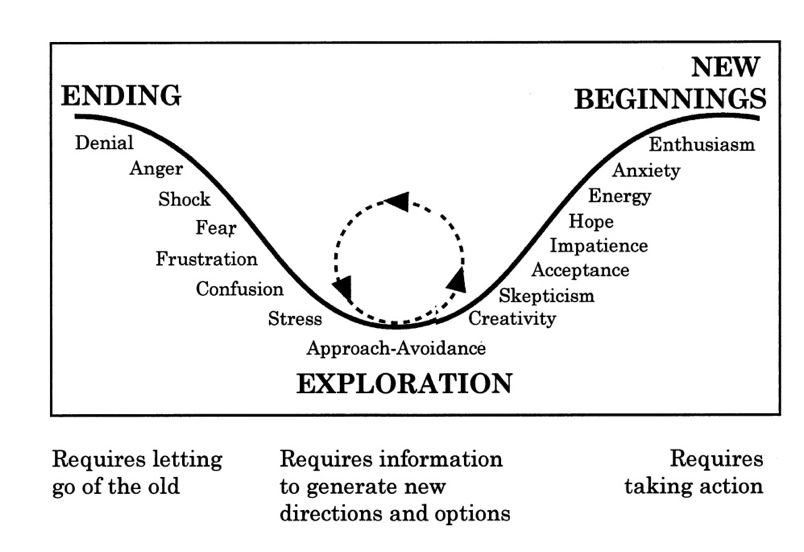 ENDING
NEW
BEGINNINGS
Denial
Anger
Shock
Fear
Frustration
Confusion
Stress
Approach-Avoidance
EXPLORATION
Enthusiasm
Anxiety
Energy
Hope
Impatience
Acceptance
Skepticism
Creativity
Requires letting
go of the old
Requires information
to generate new
directions and options
Requires
taking action